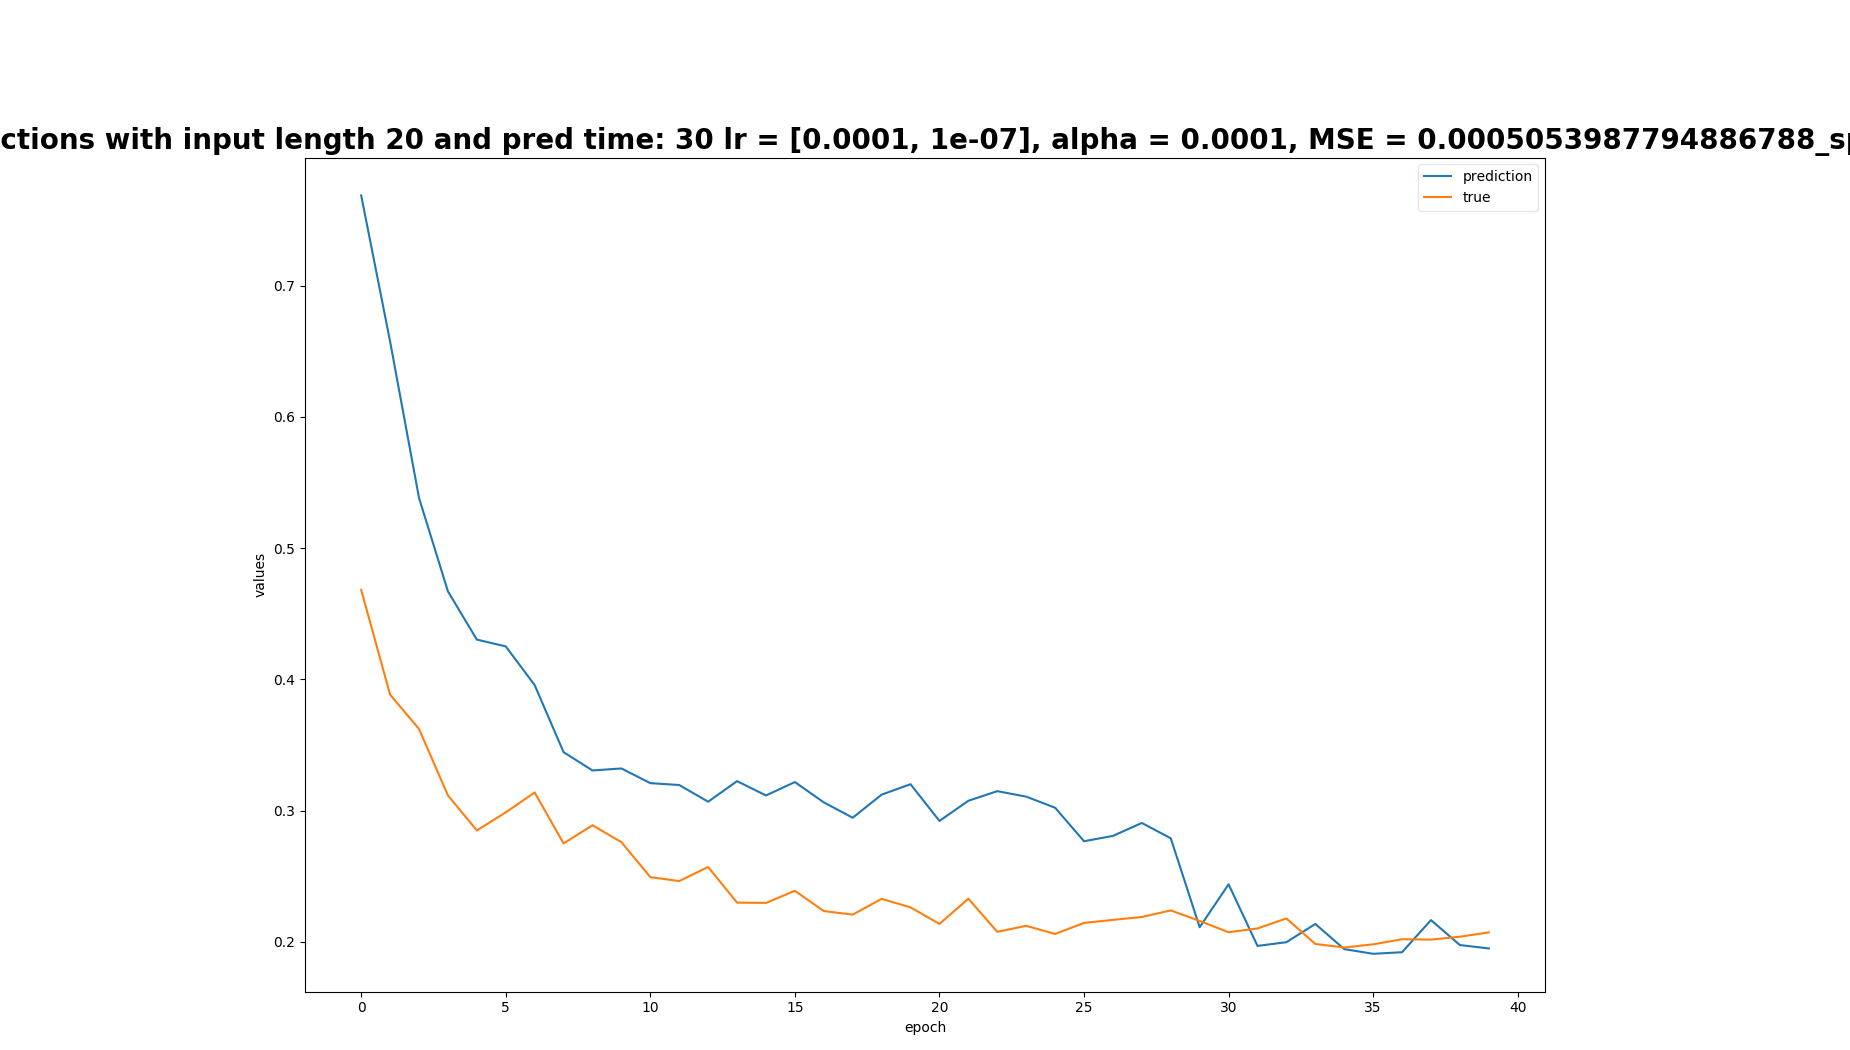 ctions with input length 20 and pred time: 30 lr = [0.0001, 1e-07], alpha = 0.0001, MSE = 0.0005053987794886788_s
prediction
true
0.7
0.6
0.5
0.4
0.3
0.2
values
0 5 10 15 20 25 30 35 40
epoch